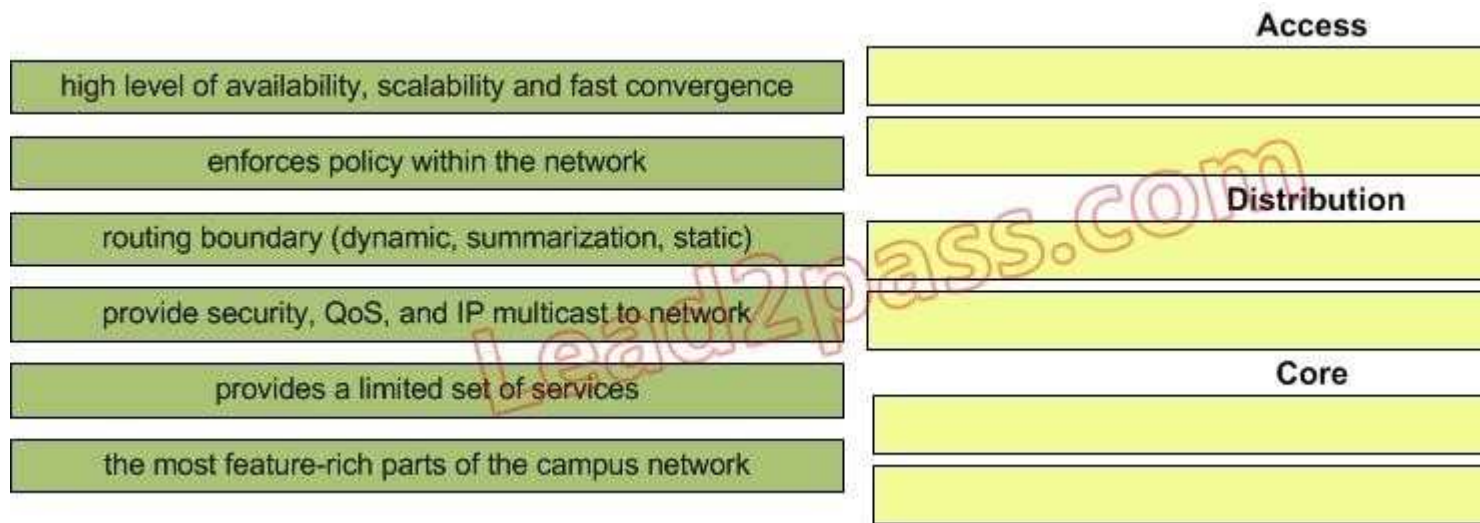 high level of availability, scalability and fast convergence
enforces policy within the network
routing boundary (dynamic, summarization, static)
provide security, QoS, and IP multicast to network
provides a limited set of services
the most feature-rich parts of the campus network
Access
Distribution
Core
Lead2pass.com